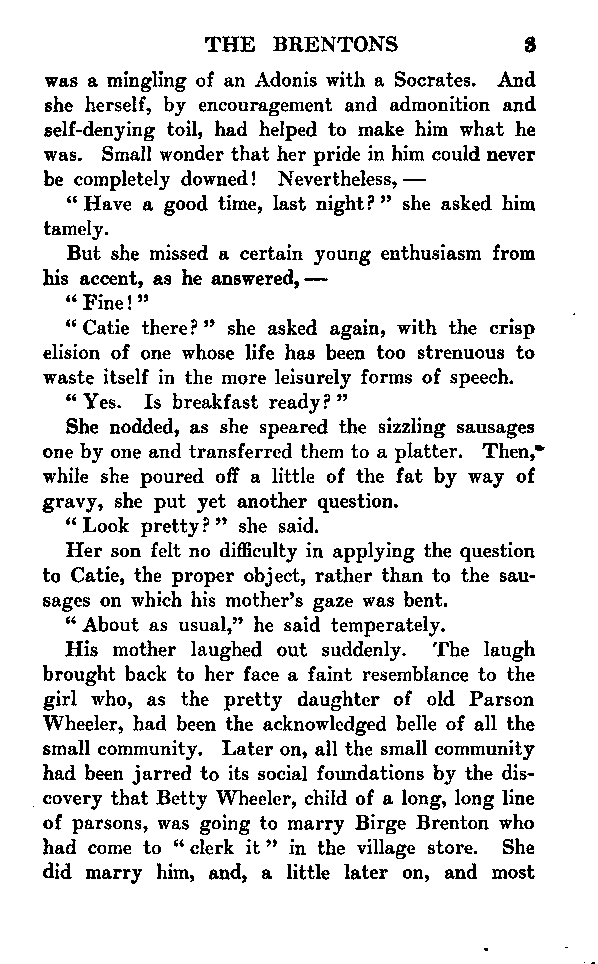 THE BRENTONS 3
was a mingling of an Adonis with a Socrates. And
she herself, by encouragement and admonition and
self-denying toil, had helped to make him what he
was. Small wonder that her pride in him could never
be completely downed! Nevertheless, —
" Have a good time, last night? " she asked him
tamely.
But she missed a certain young enthusiasm from
his accent, as he answered, —
" Fine! "
" Catie there? " she asked again, with the crisp
elision of one whose life has been too strenuous to
waste itself in the more leisurely forms of speech.
" Yes. Is breakfast ready? "
She nodded, as she speared the sizzling sausages
one by one and transferred them to a platter. Then,
while she poured off a little of the fat by way of
gravy, she put yet another question.
" Look pretty? " she said.
Her son felt no difficulty in applying the question
to Catie, the proper object, rather than to the sau-
sages on which his mother's gaze was bent.
" About as usual," he said temperately.
His mother laughed out suddenly. The laugh
brought back to her face a faint resemblance to the
girl who, as the pretty daughter of old Parson
Wheeler, had been the acknowledged belle of all the
small community. Later on, all the small community
had been jarred to its social foundations by the dis-
covery that Betty Wheeler, child of a long, long line
of parsons, was going to marry Birge Brenton who
had come to " clerk it " in the village store. She
did marry him, and, a little later on, and most